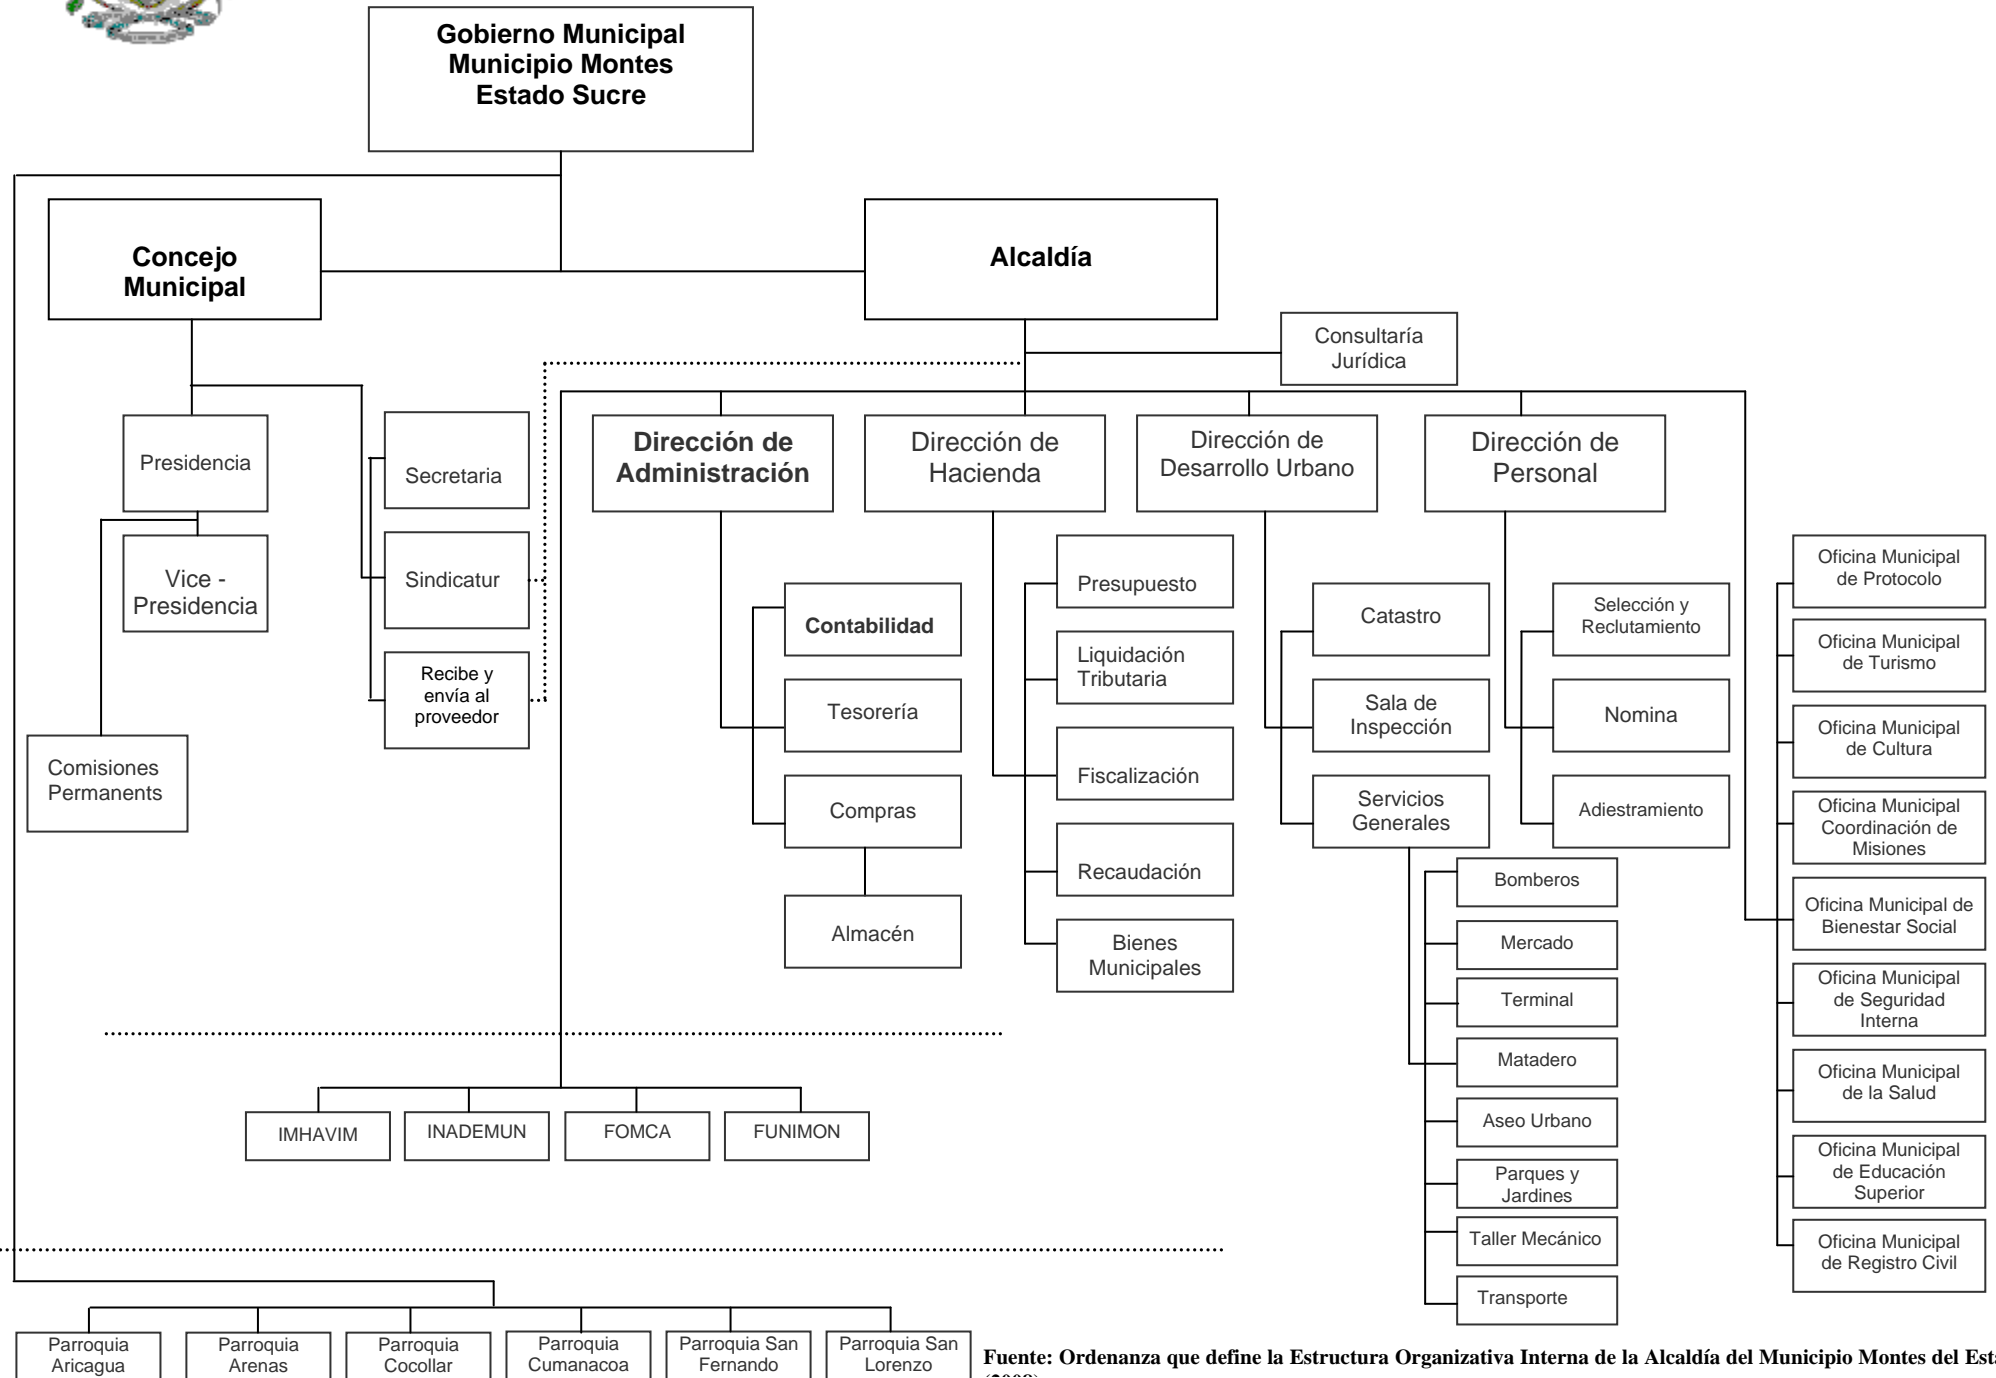 Gobierno Municipal
Municipio Montes
Estado Sucre
Concejo
Municipal
Alcaldía
Consultaría
Jurídica
Presidencia
Secretaria
Dirección de
Administración
Dirección de
Hacienda
Dirección de
Desarrollo Urbano
Dirección de
Personal
Vice -
Presidencia
Sindicatur
Recibe y
envía al
proveedor
Comisiones
Permanents
Contabilidad
Tesorería
Compras
Almacén
Presupuesto
Liquidación
Tributaria
Fiscalización
Recaudación
Bienes
Municipales
Catastro
Sala de
Inspección
Servicios
Generales
Bomberos
Mercado
Terminal
Matadero
Aseo Urbano
Parques y
Jardines
Taller Mecánico
Transporte
Selección y
Reclutamiento
Nomina
Adiestramiento
Oficina Municipal
de Protocolo
Oficina Municipal
de Turismo
Oficina Municipal
de Cultura
Oficina Municipal
Coordinación de
Misiones
Oficina Municipal de
Bienestar Social
Oficina Municipal
de Seguridad
Interna
Oficina Municipal
de la Salud
Oficina Municipal
de Educación
Superior
Oficina Municipal
de Registro Civil
IMHAVIM
INADEMUN
FOMCA
FUNIMON
Parroquia
Aricagua
Parroquia
Arenas
Parroquia
Cocollar
Parroquia
Cumanacoa
Parroquia San
Fernando
Parroquia San
Lorenzo
Fuente: Ordenanza que define la Estructura Organizativa Interna de la Alcaldía del Municipio Montes del